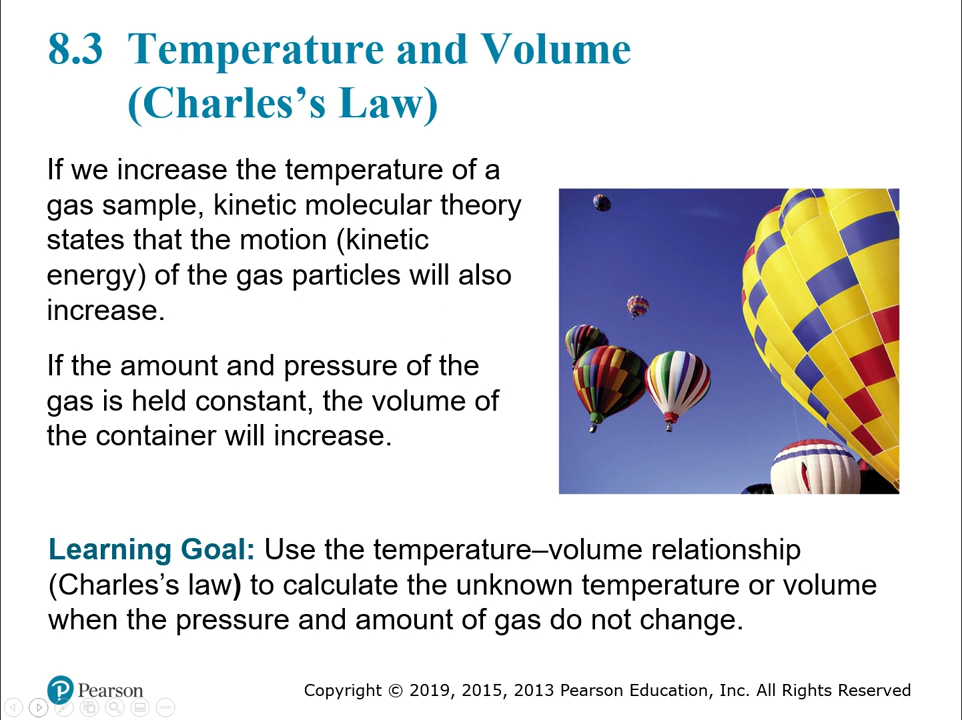 8.3 Temperature and Volume
(Charles’s Law)
If we increase the temperature of a
gas sample, kinetic molecular theory
states that the motion (kinetic
energy) of the gas particles will also
increase.
If the amount and pressure of the
gas is held constant, the volume of
the container will increase.
Learning Goal: Use the temperature–volume relationship
(Charles’s law) to calculate the unknown temperature or volume
when the pressure and amount of gas do not change.
P Pearson
Copyright © 2019, 2015, 2013 Pearson Education, Inc. All Rights Reserved